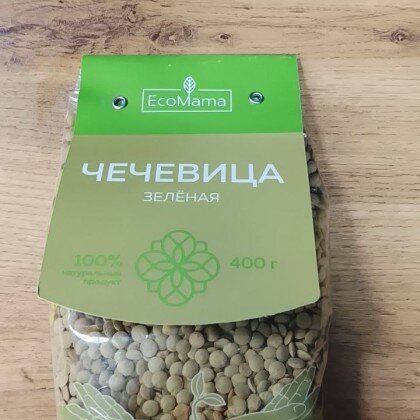 EcoMama
ЧЕЧЕВИЦА
ЗЕЛЁНАЯ
100%
натуральный
продукт
400 г